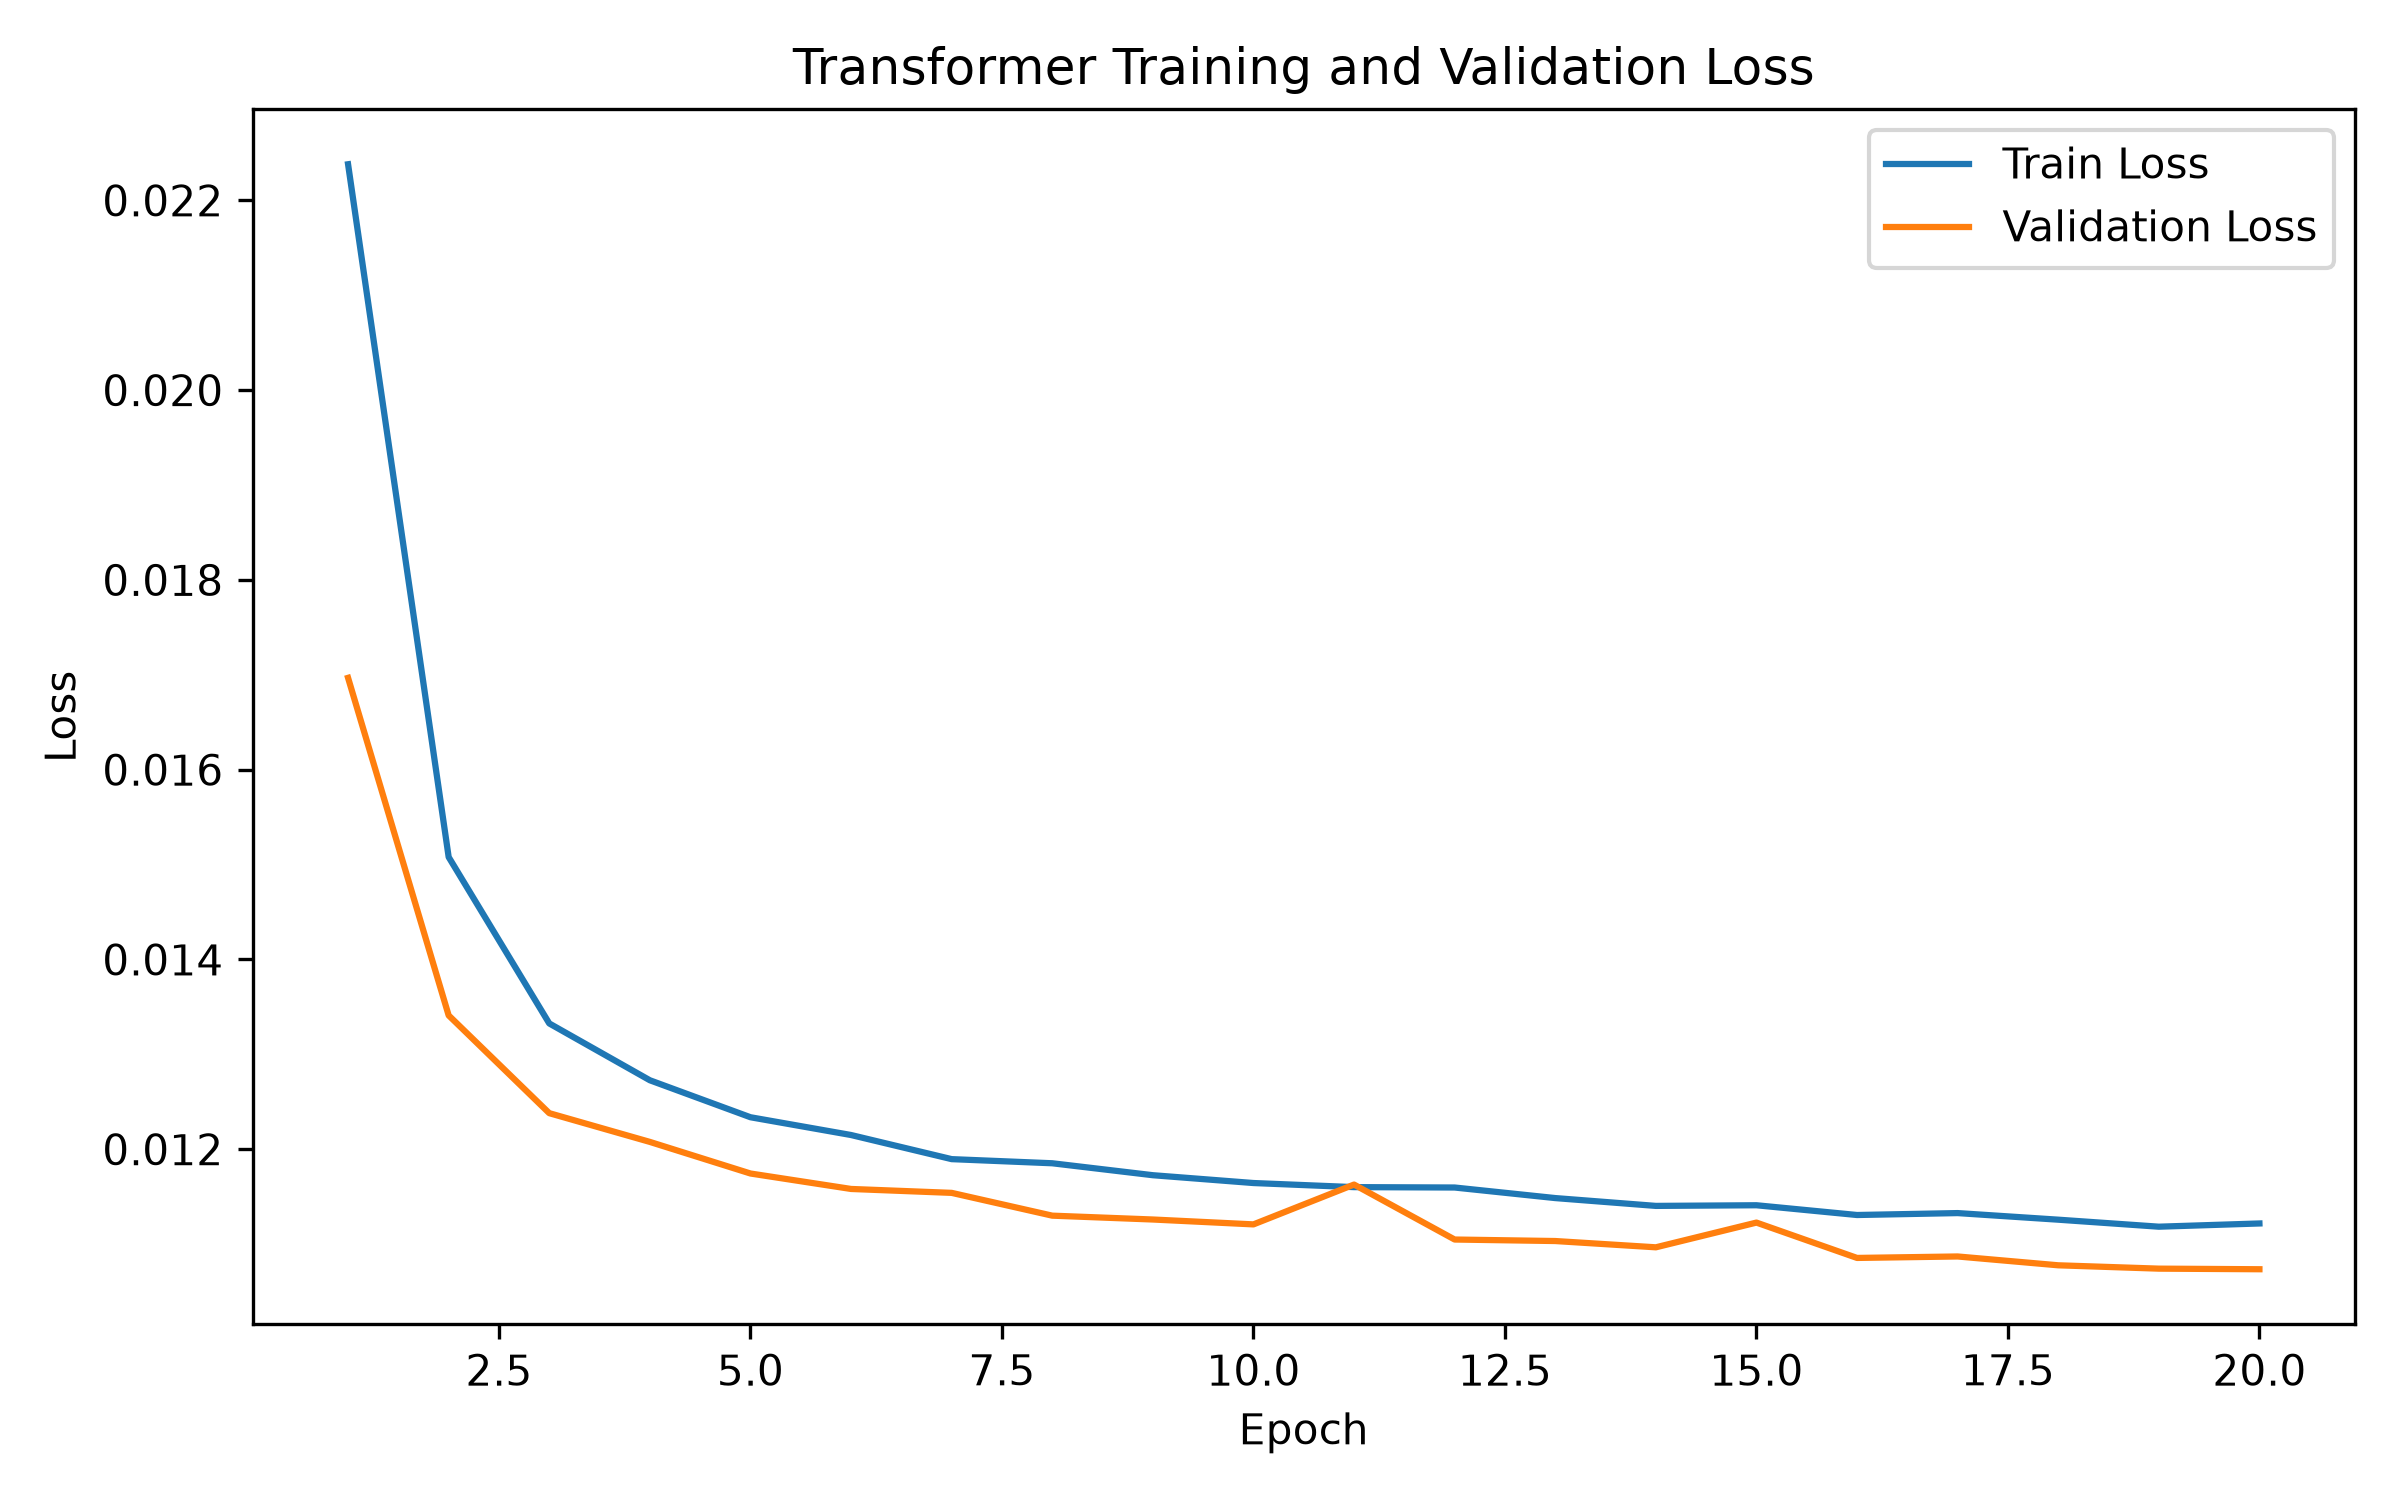 Transformer Training and Validation Loss
Train Loss
Validation Loss
0.022
0.020
0.018
0.016
0.014
0.012
Loss
2.5 5.0 7.5 10.0 12.5 15.0 17.5 20.0
Epoch